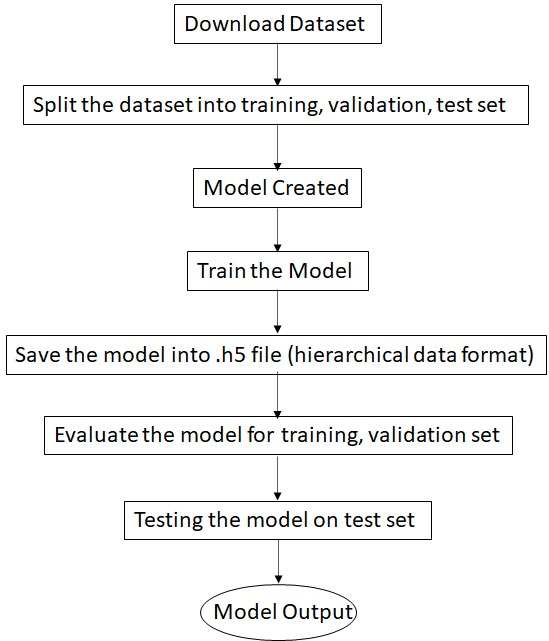 Download Dataset
Split the dataset into training, validation, test set
Model Created
Train the Model
Save the model into .h5 file (hierarchical data format)
Evaluate the model for training, validation set
Testing the model on test set
Model Output